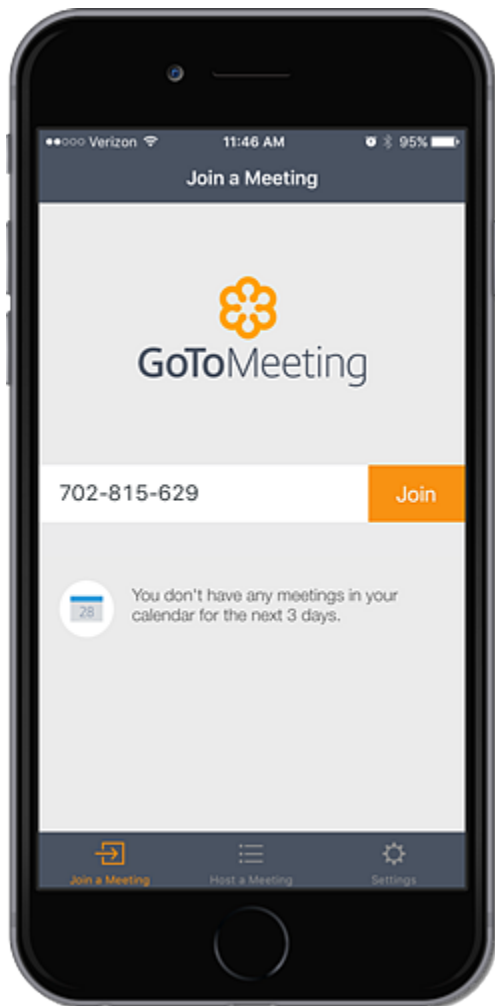 Verizon 11:46 AM 95%
Join a Meeting
GoToMeeting
702-815-629 Join
28 You don't have any meetings in your
calendar for the next 3 days.
Join a Meeting Host a Meeting Settings